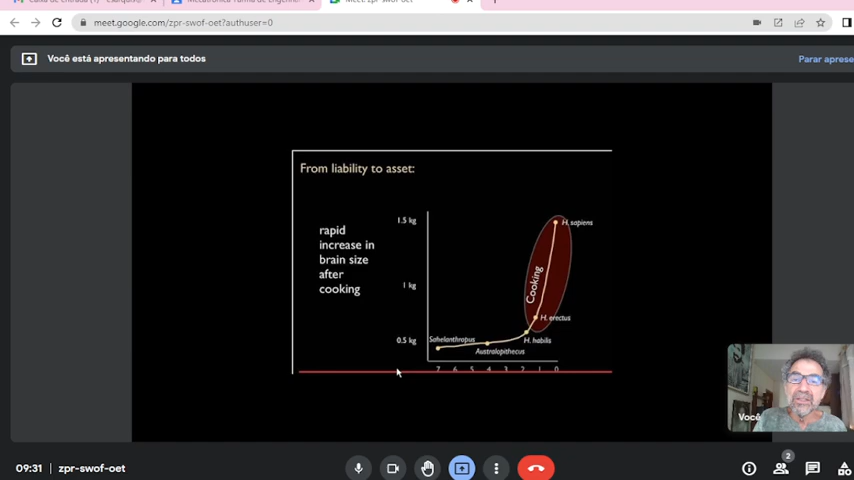 meet.google.com/zpr-swof-oet?authuser=0
Você está apresentando para todos
Parar aprese
From liability to asset:
rapid
increase in
brain size
after
cooking
1.5 kg
1 kg
0.5 kg
H. sapiens
Cooking
H. erectus
H. habilis
Sahelanthropus
Australopithecus
7 6 5 4 3 2 1 0
Você
09:31 zpr-swof-oet
2